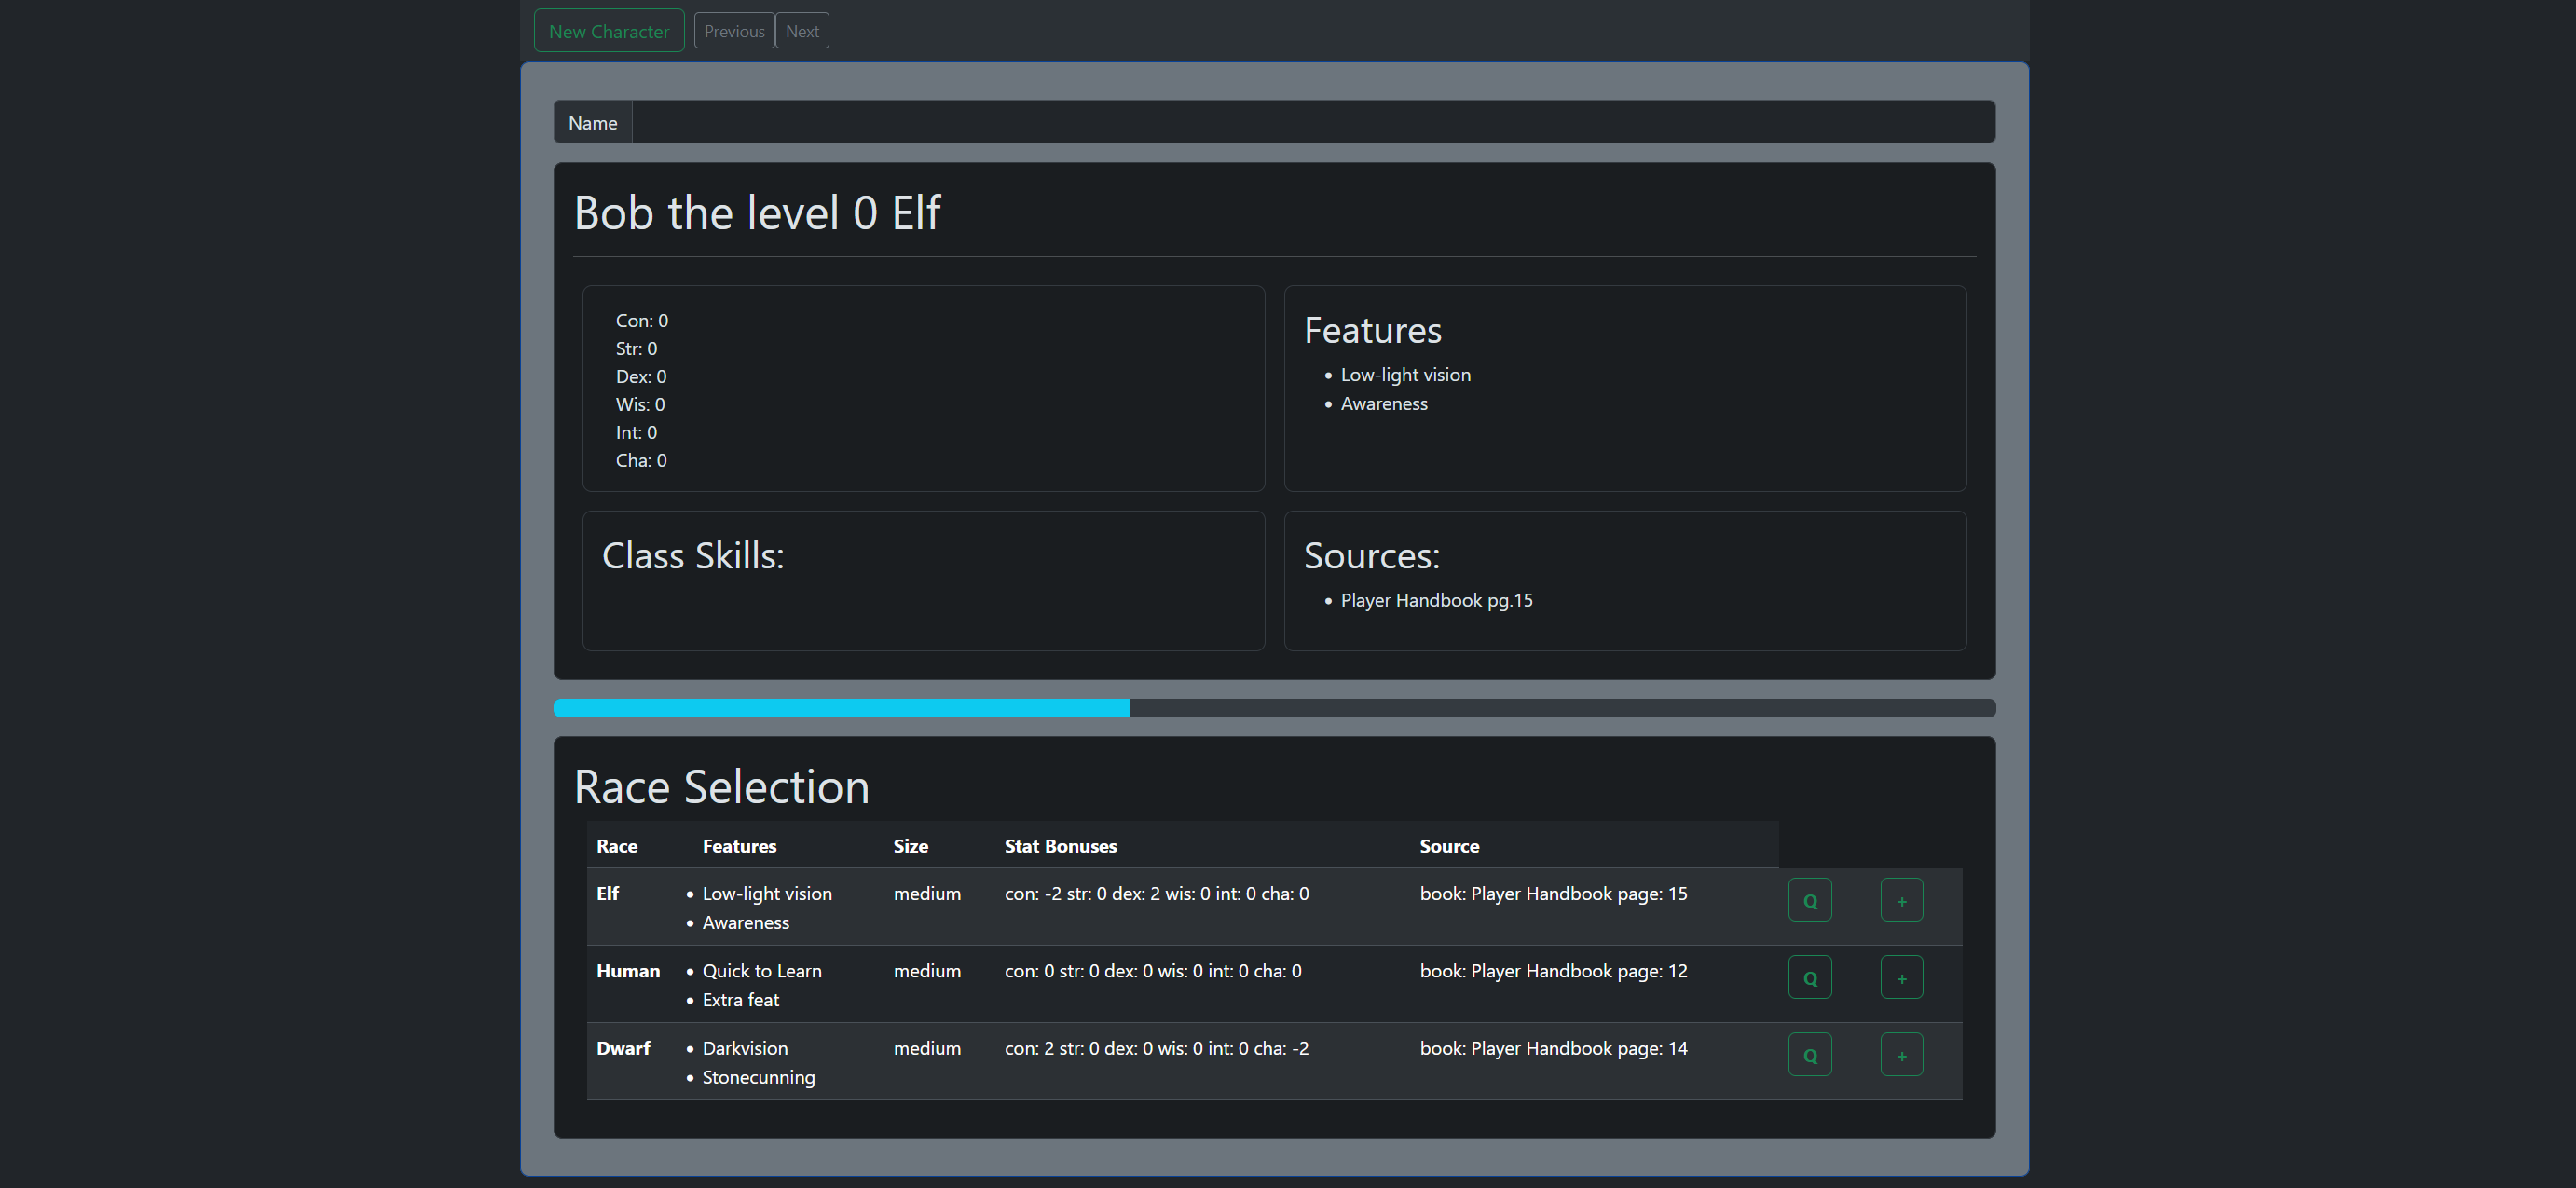 New Character Previous Next
Name
Bob the level 0 Elf
Con: 0
Str: 0
Dex: 0
Wis: 0
Int: 0
Cha: 0
Features
• Low-light vision
• Awareness
Class Skills:
Sources:
• Player Handbook pg.15
Race Selection
Race Features Size Stat Bonuses Source
Elf • Low-light vision medium con: -2 str: 0 dex: 2 wis: 0 int: 0 cha: 0 book: Player Handbook page: 15 Q +
• Awareness
Human • Quick to Learn medium con: 0 str: 0 dex: 0 wis: 0 int: 0 cha: 0 book: Player Handbook page: 12 Q +
• Extra feat
Dwarf • Darkvision medium con: 2 str: 0 dex: 0 wis: 0 int: 0 cha: -2 book: Player Handbook page: 14 Q +
• Stonecunning